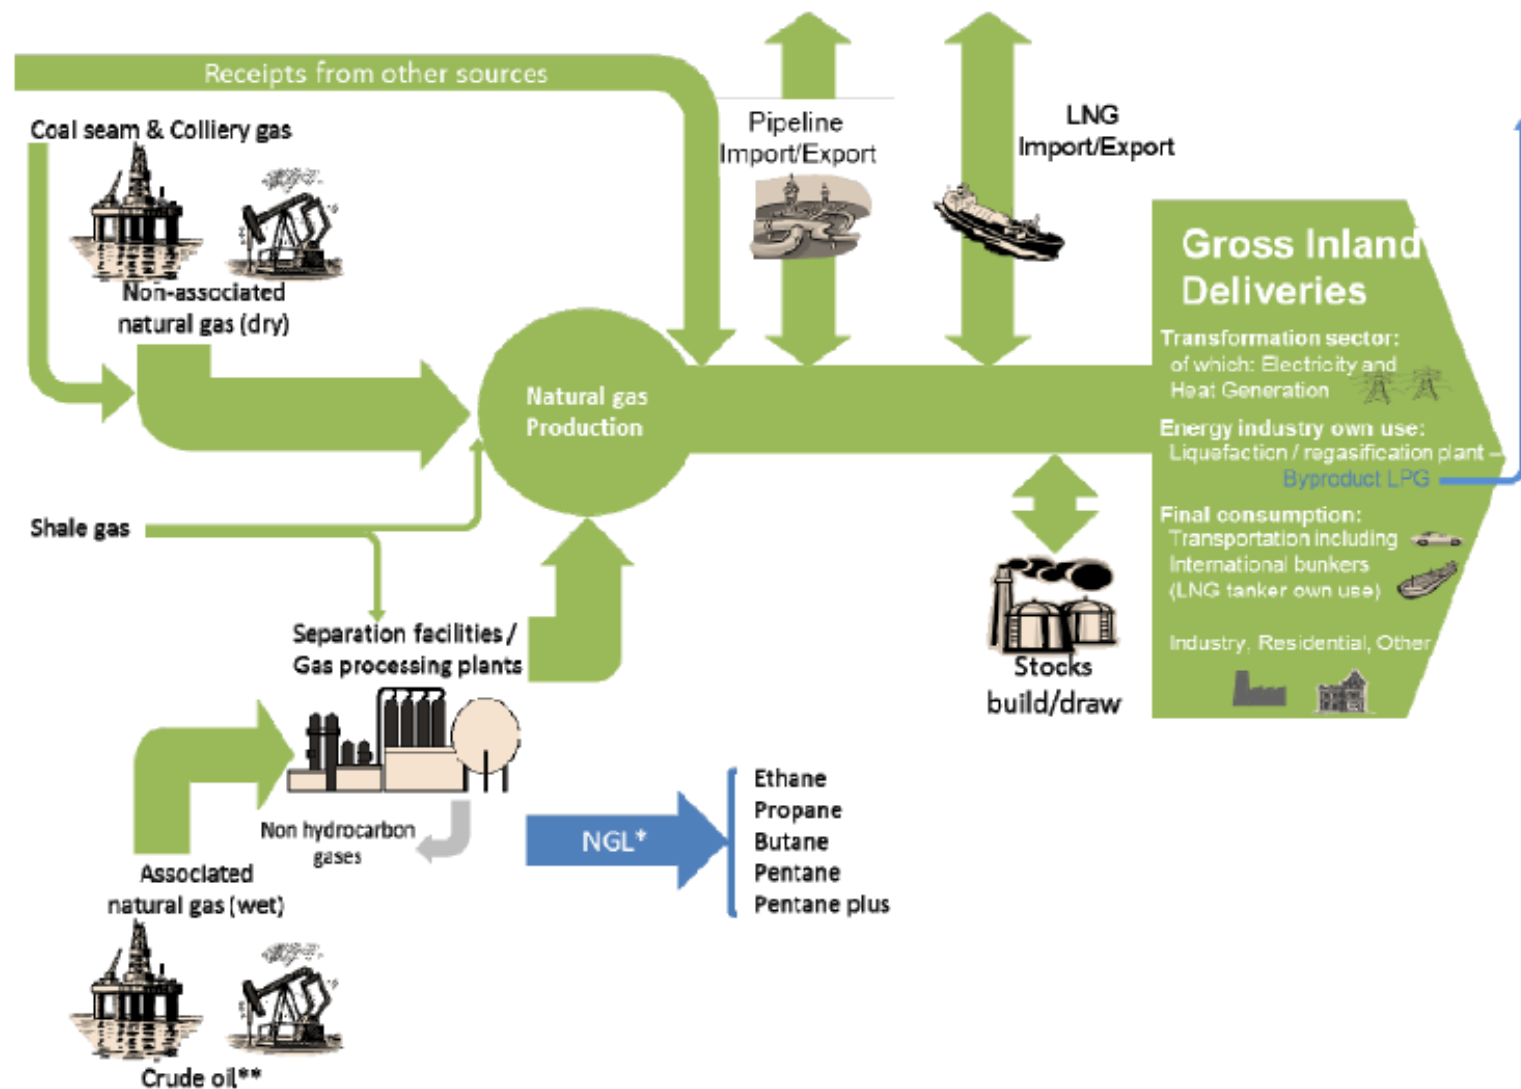 Receipts from other sources
Coal seam & Colliery gas
Non-associated
natural gas (dry)
Pipeline
Import/Export
LNG
Import/Export
Natural gas
Production
Shale gas
Separation facilities /
Gas processing plants
Non hydrocarbon
gases
Associated
natural gas (wet)
Crude oil**
NGL*
Ethane
Propane
Butane
Pentane
Pentane plus
Stocks
build/draw
Gross Inland
Deliveries
Transformation sector:
of which: Electricity and
Heat Generation
Energy industry own use:
Liquefaction / regasification plant –
Byproduct LPG
Final consumption:
Transportation including
International bunkers
(LNG tanker own use)
Industry, Residential, Other